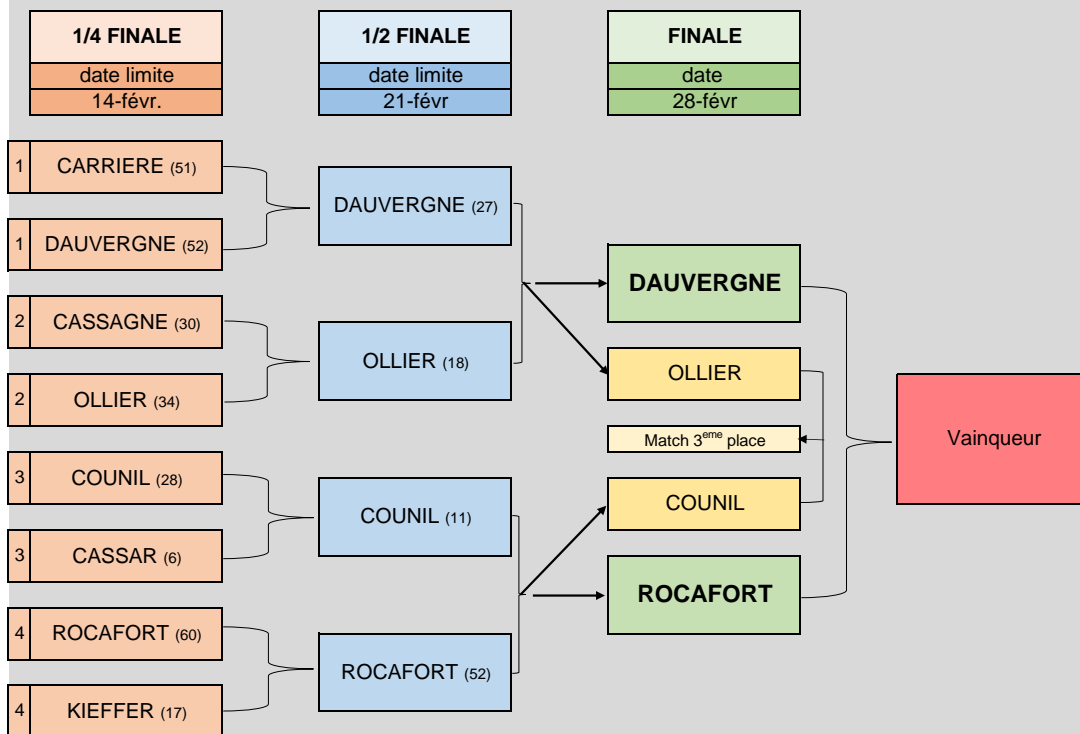 1/4 FINALE
date limite
14-févr.
1/2 FINALE
date limite
21-févr
FINALE
date
28-févr
1 CARRIERE (51)
1 DAUVERGNE (52)
2 CASSAGNE (30)
2 OLLIER (34)
3 COUNIL (28)
3 CASSAR (6)
4 ROCAFORT (60)
4 KIEFFER (17)
DAUVERGNE (27)
OLLIER (18)
COUNIL (11)
ROCAFORT (52)
DAUVERGNE
OLLIER
Match 3eme place
COUNIL
ROCAFORT
Vainqueur